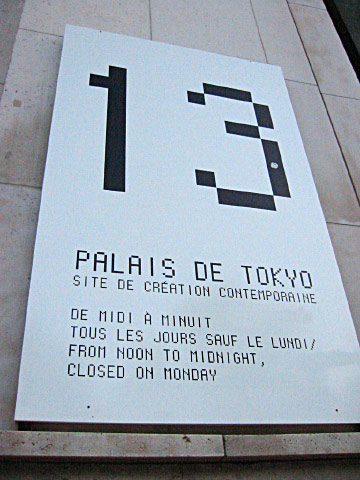 13
PALAIS DE TOKYO
SITE DE CRÉATION CONTEMPORAINE
DE MIDI À MINUIT
TOUS LES JOURS SAUF LE LUNDI/
FROM NOON TO MIDNIGHT,
CLOSED ON MONDAY